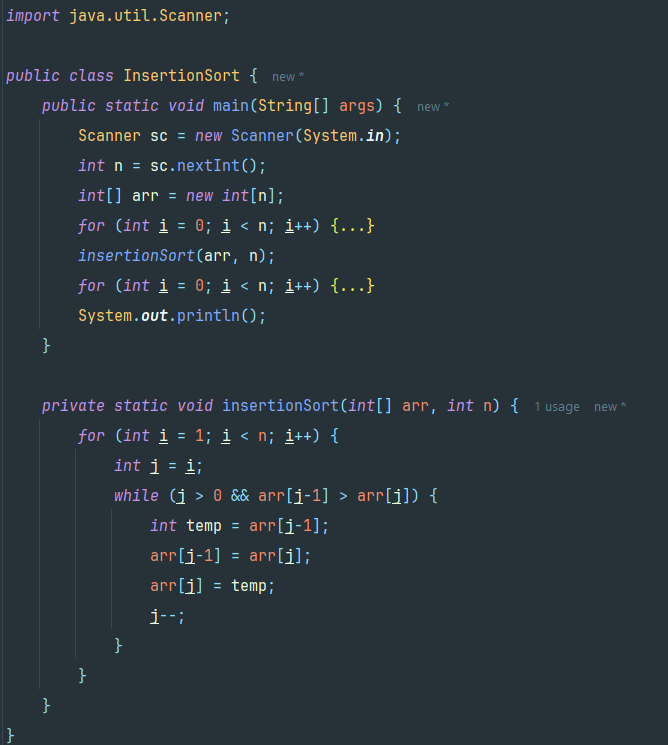 import java.util.Scanner;
public class InsertionSort { new *
public static void main(String[] args) { new *
Scanner sc = new Scanner(System.in);
int n = sc.nextInt();
int[] arr = new int[n];
for (int i = 0; i < n; i++) {...}
insertionSort(arr, n);
for (int i = 0; i < n; i++) {...}
System.out.println();
}
private static void insertionSort(int[] arr, int n) { 1 usage new *
for (int i = 1; i < n; i++) {
int j = i;
while (j > 0 && arr[j-1] > arr[j]) {
int temp = arr[j-1];
arr[j-1] = arr[j];
arr[j] = temp;
j--;
}
}
}
}